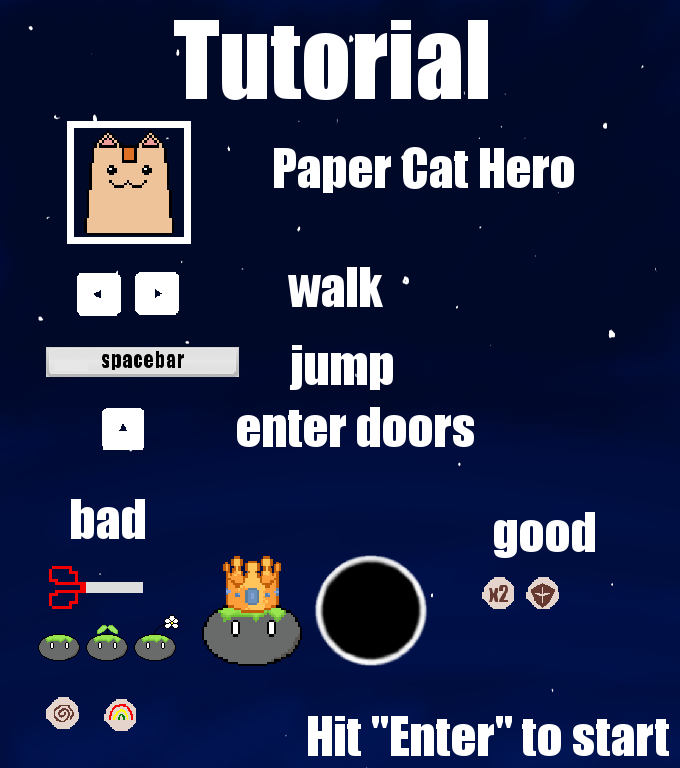 Tutorial
Paper Cat Hero
walk
spacebar
jump
enter doors
bad
good
x2
Hit "Enter" to start